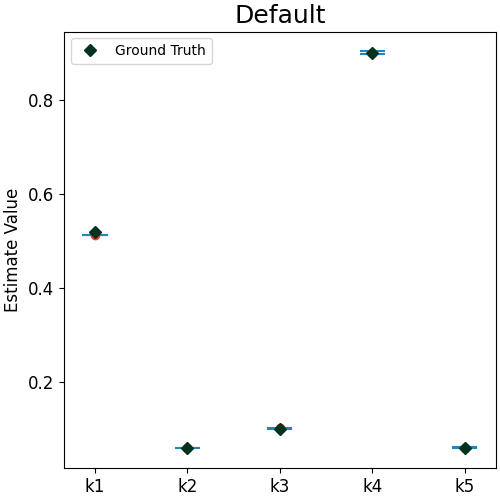 Default
Ground Truth
Estimate Value
0.8
0.6
0.4
0.2
k1 k2 k3 k4 k5